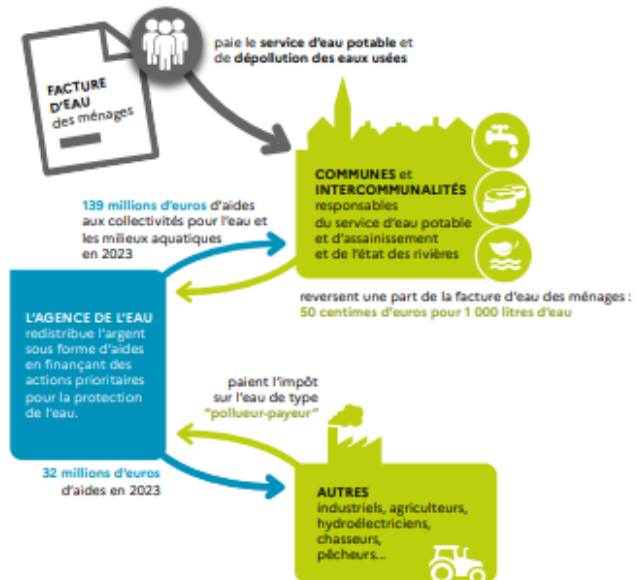 FACTURE
D'EAU
des ménages
paie le service d'eau potable et
de dépollution des eaux usées
COMMUNES et
INTERCOMMUNALITÉS
responsables
du service d'eau potable
et d'assainissement
et de l'état des rivières
139 millions d'euros d'aides
aux collectivités pour l'eau et
les milieux aquatiques
en 2023
reversent une part de la facture d'eau des ménages :
50 centimes d'euros pour 1 000 litres d'eau
L'AGENCE DE L'EAU
redistribue l'argent
sous forme d'aides
en finançant des
actions prioritaires
pour la protection
de l'eau.
paient l'impôt
sur l'eau de type
"pollueur-payeur"
32 millions d'euros
d'aides en 2023
AUTRES
industriels, agriculteurs,
hydroélectriciens,
chasseurs,
pêcheurs...